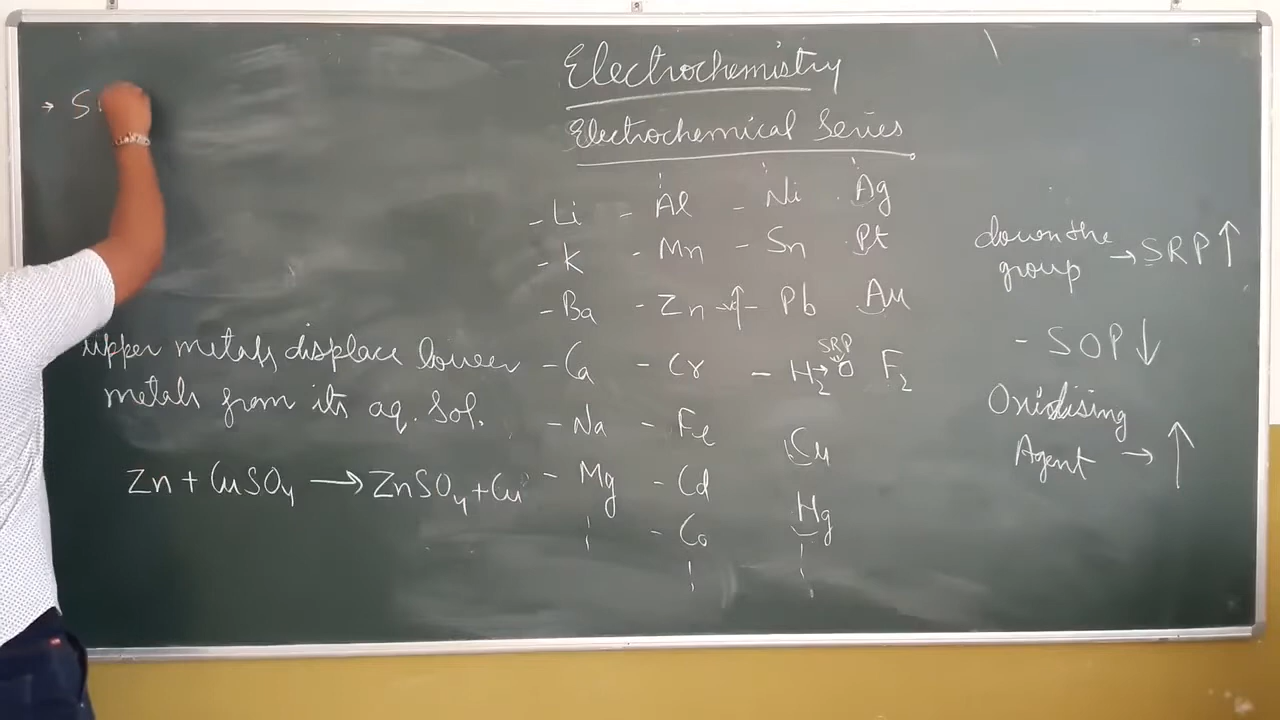 Electrochemistry
Electrochemical Series
→ S
upper metals displace lower
metals from its aq. Sol.
Zn + CuSO4 → ZnSO4 + Cu
- Li
- K
- Ba
- Ca
- Na
- Mg
- Al
- Mn
- Zn
- Cr
- Fe
- Cd
- Co
- Ni
- Sn
- Pb
SRP
- H2 → 0
Cu
Hg
Ag
Pt
Au
F2
down the
group → SRP ↑
- SOP ↓
Oxidising
Agent → ↑